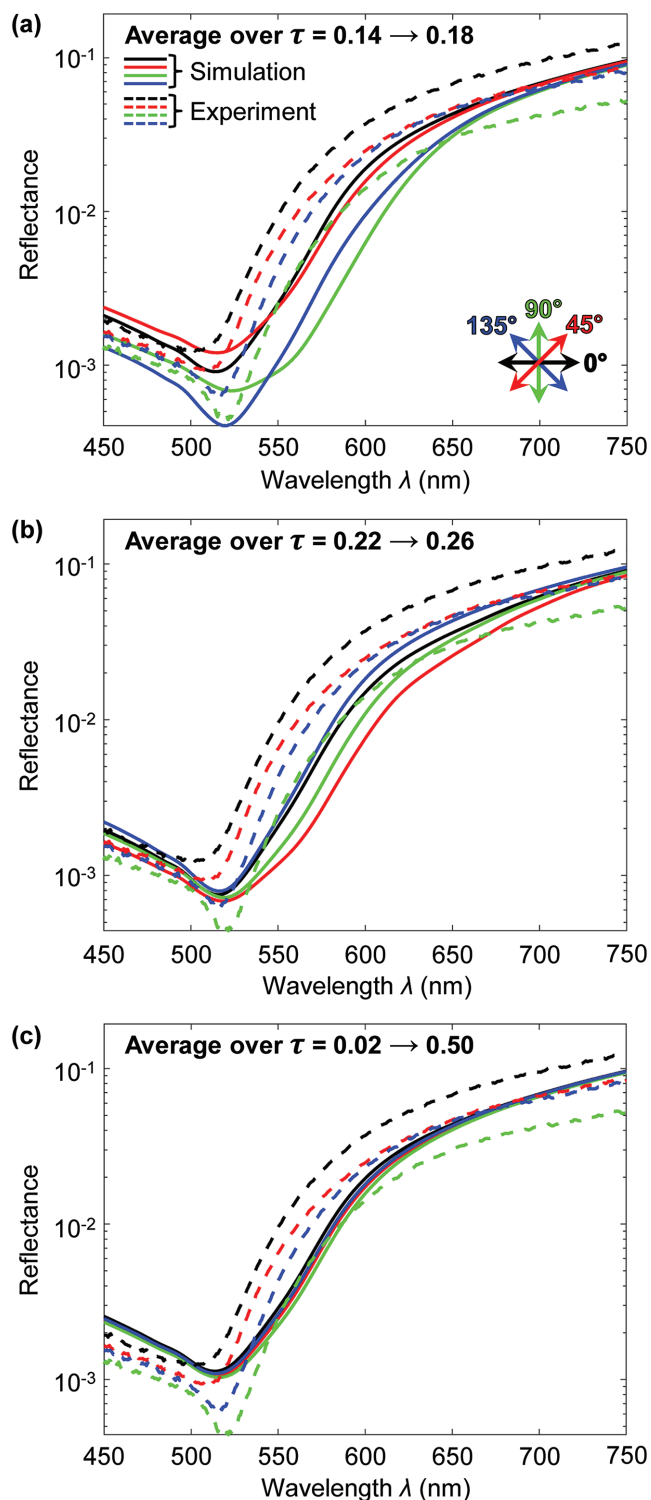 (a)
Average over τ = 0.14 → 0.18
Simulation
Experiment
10-1
10-2
10-3
Reflectance
90°
135°
45°
0°
450 500 550 600 650 700 750
Wavelength λ (nm)
(b)
Average over τ = 0.22 → 0.26
10-1
10-2
10-3
Reflectance
450 500 550 600 650 700 750
Wavelength λ (nm)
(c)
Average over τ = 0.02 → 0.50
10-1
10-2
10-3
Reflectance
450 500 550 600 650 700 750
Wavelength λ (nm)